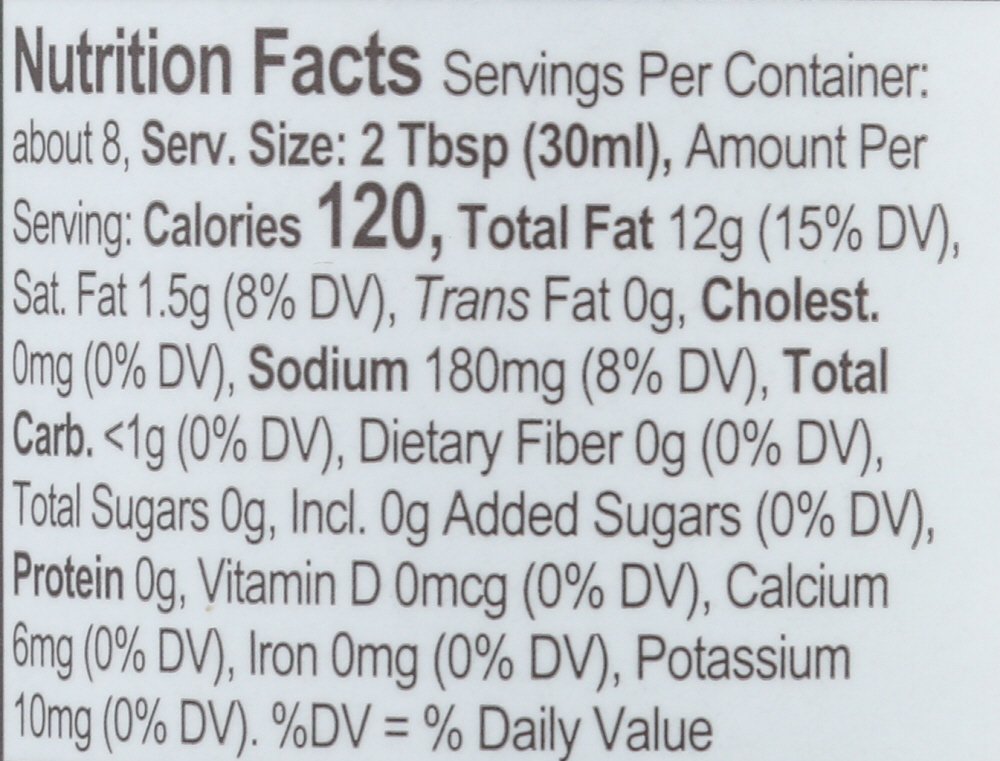 Nutrition Facts Servings Per Container:
about 8, Serv. Size: 2 Tbsp (30ml), Amount Per
Serving: Calories 120, Total Fat 12g (15% DV),
Sat. Fat 1.5g (8% DV), Trans Fat 0g, Cholest.
0mg (0% DV), Sodium 180mg (8% DV), Total
Carb. <1g (0% DV), Dietary Fiber 0g (0% DV),
Total Sugars 0g, Incl. 0g Added Sugars (0% DV),
Protein 0g, Vitamin D 0mcg (0% DV), Calcium
6mg (0% DV), Iron 0mg (0% DV), Potassium
10mg (0% DV). %DV = % Daily Value